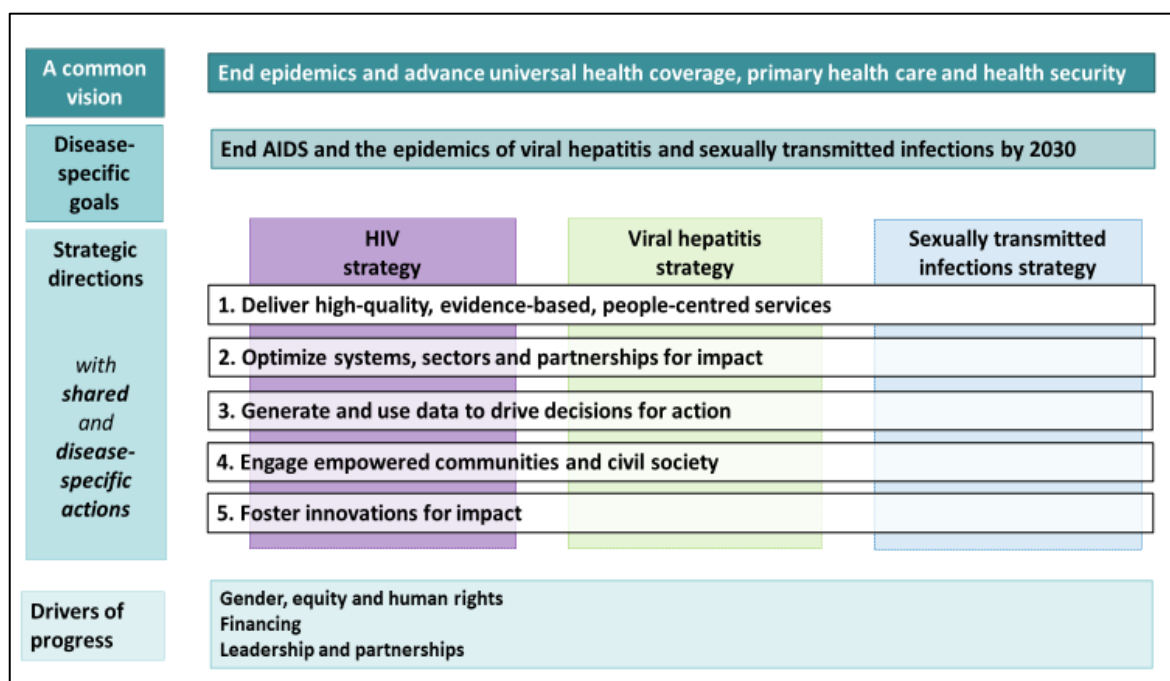 A common
vision
End epidemics and advance universal health coverage, primary health care and health security
Disease-
specific
goals
End AIDS and the epidemics of viral hepatitis and sexually transmitted infections by 2030
Strategic
directions
with
shared
and
disease-
specific
actions
HIV
strategy
Viral hepatitis
strategy
Sexually transmitted
infections strategy
1. Deliver high-quality, evidence-based, people-centred services
2. Optimize systems, sectors and partnerships for impact
3. Generate and use data to drive decisions for action
4. Engage empowered communities and civil society
5. Foster innovations for impact
Drivers of
progress
Gender, equity and human rights
Financing
Leadership and partnerships